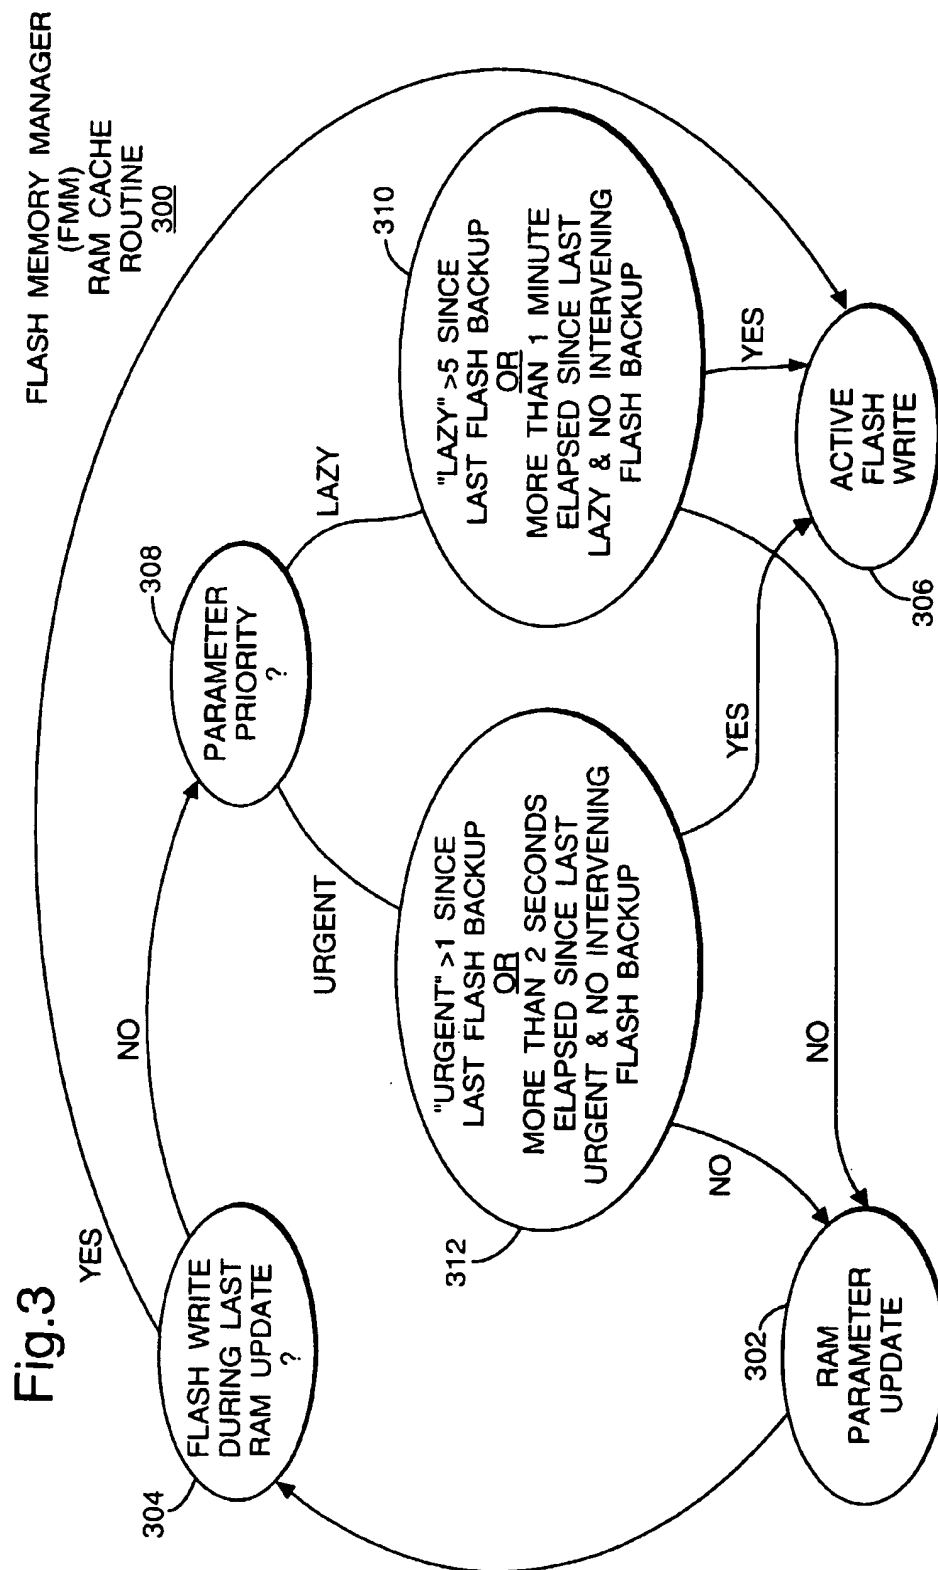 Fig.3
FLASH MEMORY MANAGER
(FMM)
RAM CACHE
ROUTINE
300
YES
304
FLASH WRITE
DURING LAST
RAM UPDATE
?
NO
308
PARAMETER
PRIORITY
?
URGENT
LAZY
312
"URGENT" >1 SINCE
LAST FLASH BACKUP
OR
MORE THAN 2 SECONDS
ELAPSED SINCE LAST
URGENT & NO INTERVENING
FLASH BACKUP
310
"LAZY" >5 SINCE
LAST FLASH BACKUP
OR
MORE THAN 1 MINUTE
ELAPSED SINCE LAST
LAZY & NO INTERVENING
FLASH BACKUP
NO
YES
YES
NO
302
RAM
PARAMETER
UPDATE
306
ACTIVE
FLASH
WRITE